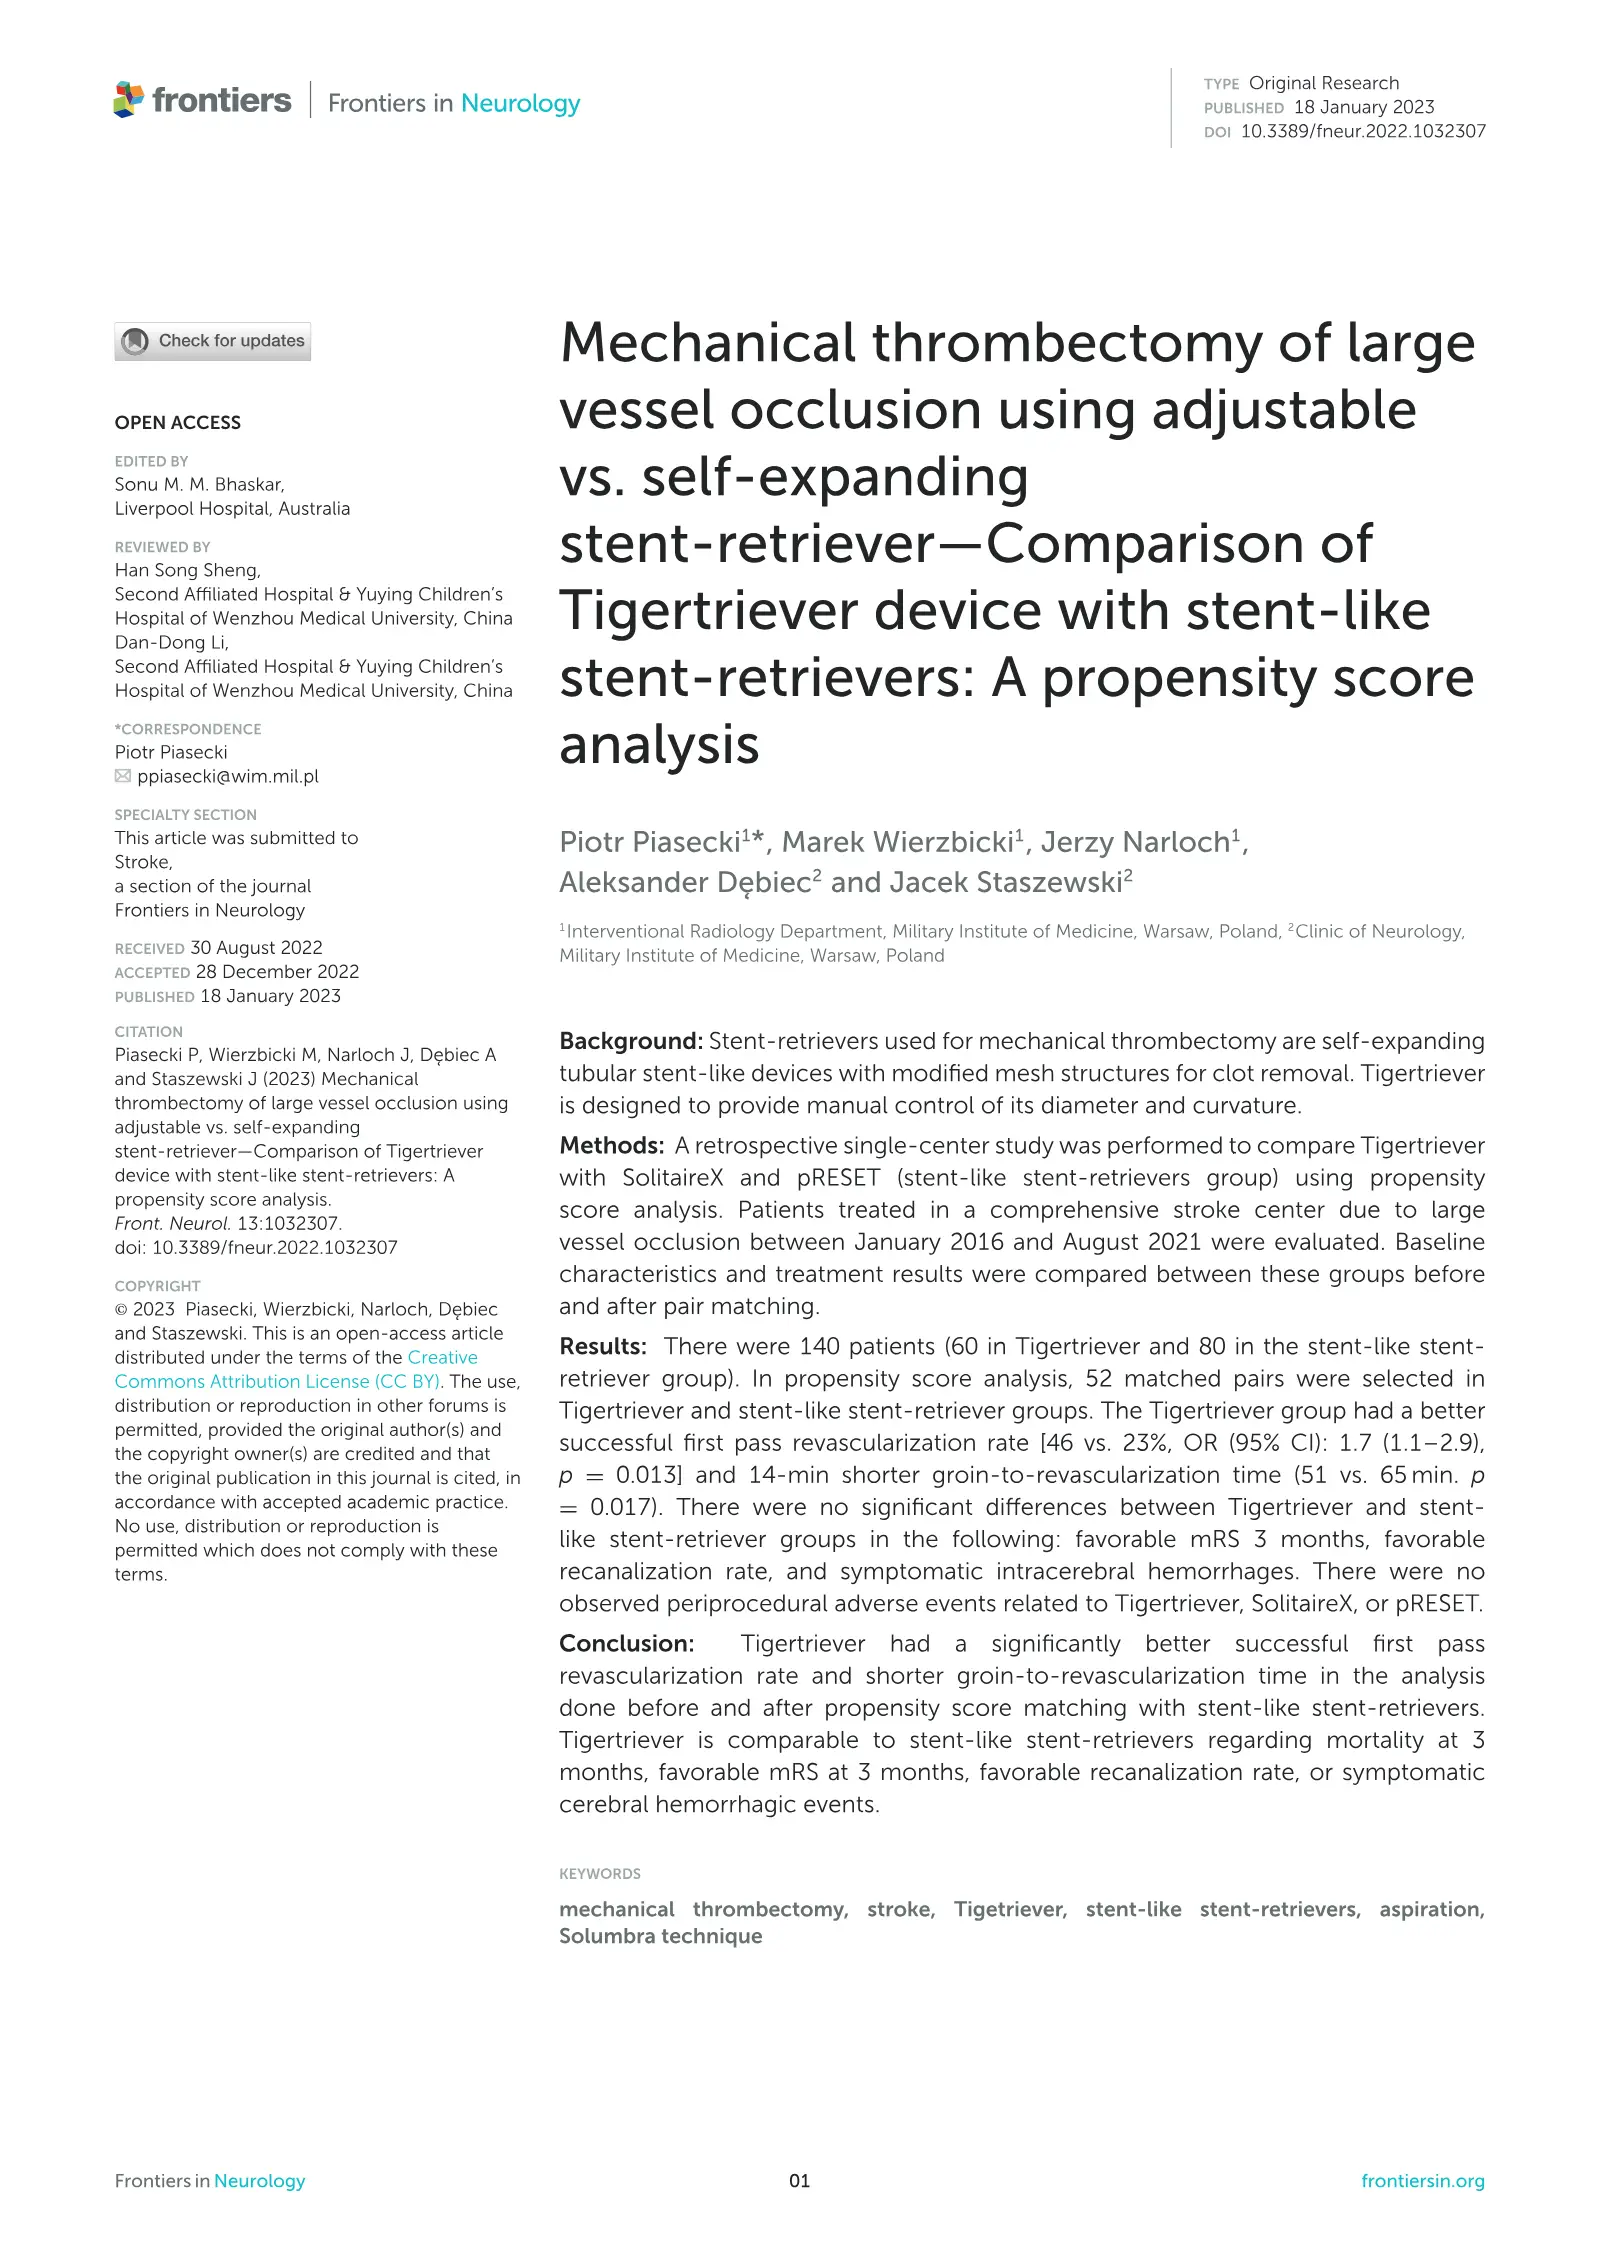 frontiers | Frontiers in Neurology
TYPE Original Research
PUBLISHED 18 January 2023
DOI 10.3389/fneur.2022.1032307
Check for updates
OPEN ACCESS
EDITED BY
Sonu M. M. Bhaskar,
Liverpool Hospital, Australia
REVIEWED BY
Han Song Sheng,
Second Affiliated Hospital & Yuying Children's
Hospital of Wenzhou Medical University, China
Dan-Dong Li,
Second Affiliated Hospital & Yuying Children's
Hospital of Wenzhou Medical University, China
*CORRESPONDENCE
Piotr Piasecki
ppiasecki@wim.mil.pl
SPECIALTY SECTION
This article was submitted to
Stroke,
a section of the journal
Frontiers in Neurology
RECEIVED 30 August 2022
ACCEPTED 28 December 2022
PUBLISHED 18 January 2023
CITATION
Piasecki P, Wierzbicki M, Narloch J, Dębiec A
and Staszewski J (2023) Mechanical
thrombectomy of large vessel occlusion using
adjustable vs. self-expanding
stent-retriever—Comparison of Tigertriever
device with stent-like stent-retrievers: A
propensity score analysis.
Front. Neurol. 13:1032307.
doi: 10.3389/fneur.2022.1032307
COPYRIGHT
© 2023 Piasecki, Wierzbicki, Narloch, Dębiec
and Staszewski. This is an open-access article
distributed under the terms of the Creative
Commons Attribution License (CC BY). The use,
distribution or reproduction in other forums is
permitted, provided the original author(s) and
the copyright owner(s) are credited and that
the original publication in this journal is cited, in
accordance with accepted academic practice.
No use, distribution or reproduction is
permitted which does not comply with these
terms.
Mechanical thrombectomy of large
vessel occlusion using adjustable
vs. self-expanding
stent-retriever—Comparison of
Tigertriever device with stent-like
stent-retrievers: A propensity score
analysis
Piotr Piasecki1*, Marek Wierzbicki1, Jerzy Narloch1,
Aleksander Dębiec2 and Jacek Staszewski2
1Interventional Radiology Department, Military Institute of Medicine, Warsaw, Poland, 2Clinic of Neurology,
Military Institute of Medicine, Warsaw, Poland
Background: Stent-retrievers used for mechanical thrombectomy are self-expanding
tubular stent-like devices with modified mesh structures for clot removal. Tigertriever
is designed to provide manual control of its diameter and curvature.
Methods: A retrospective single-center study was performed to compare Tigertriever
with SolitaireX and pRESET (stent-like stent-retrievers group) using propensity
score analysis. Patients treated in a comprehensive stroke center due to large
vessel occlusion between January 2016 and August 2021 were evaluated. Baseline
characteristics and treatment results were compared between these groups before
and after pair matching.
Results: There were 140 patients (60 in Tigertriever and 80 in the stent-like stent-
retriever group). In propensity score analysis, 52 matched pairs were selected in
Tigertriever and stent-like stent-retriever groups. The Tigertriever group had a better
successful first pass revascularization rate [46 vs. 23%, OR (95% CI): 1.7 (1.1–2.9),
p = 0.013] and 14-min shorter groin-to-revascularization time (51 vs. 65 min. p
= 0.017). There were no significant differences between Tigertriever and stent-
like stent-retriever groups in the following: favorable mRS 3 months, favorable
recanalization rate, and symptomatic intracerebral hemorrhages. There were no
observed periprocedural adverse events related to Tigertriever, SolitaireX, or pRESET.
Conclusion: Tigertriever had a significantly better successful first pass
revascularization rate and shorter groin-to-revascularization time in the analysis
done before and after propensity score matching with stent-like stent-retrievers.
Tigertriever is comparable to stent-like stent-retrievers regarding mortality at 3
months, favorable mRS at 3 months, favorable recanalization rate, or symptomatic
cerebral hemorrhagic events.
KEYWORDS
mechanical thrombectomy, stroke, Tigetriever, stent-like stent-retrievers, aspiration,
Solumbra technique
Frontiers in Neurology
01
frontiersin.org